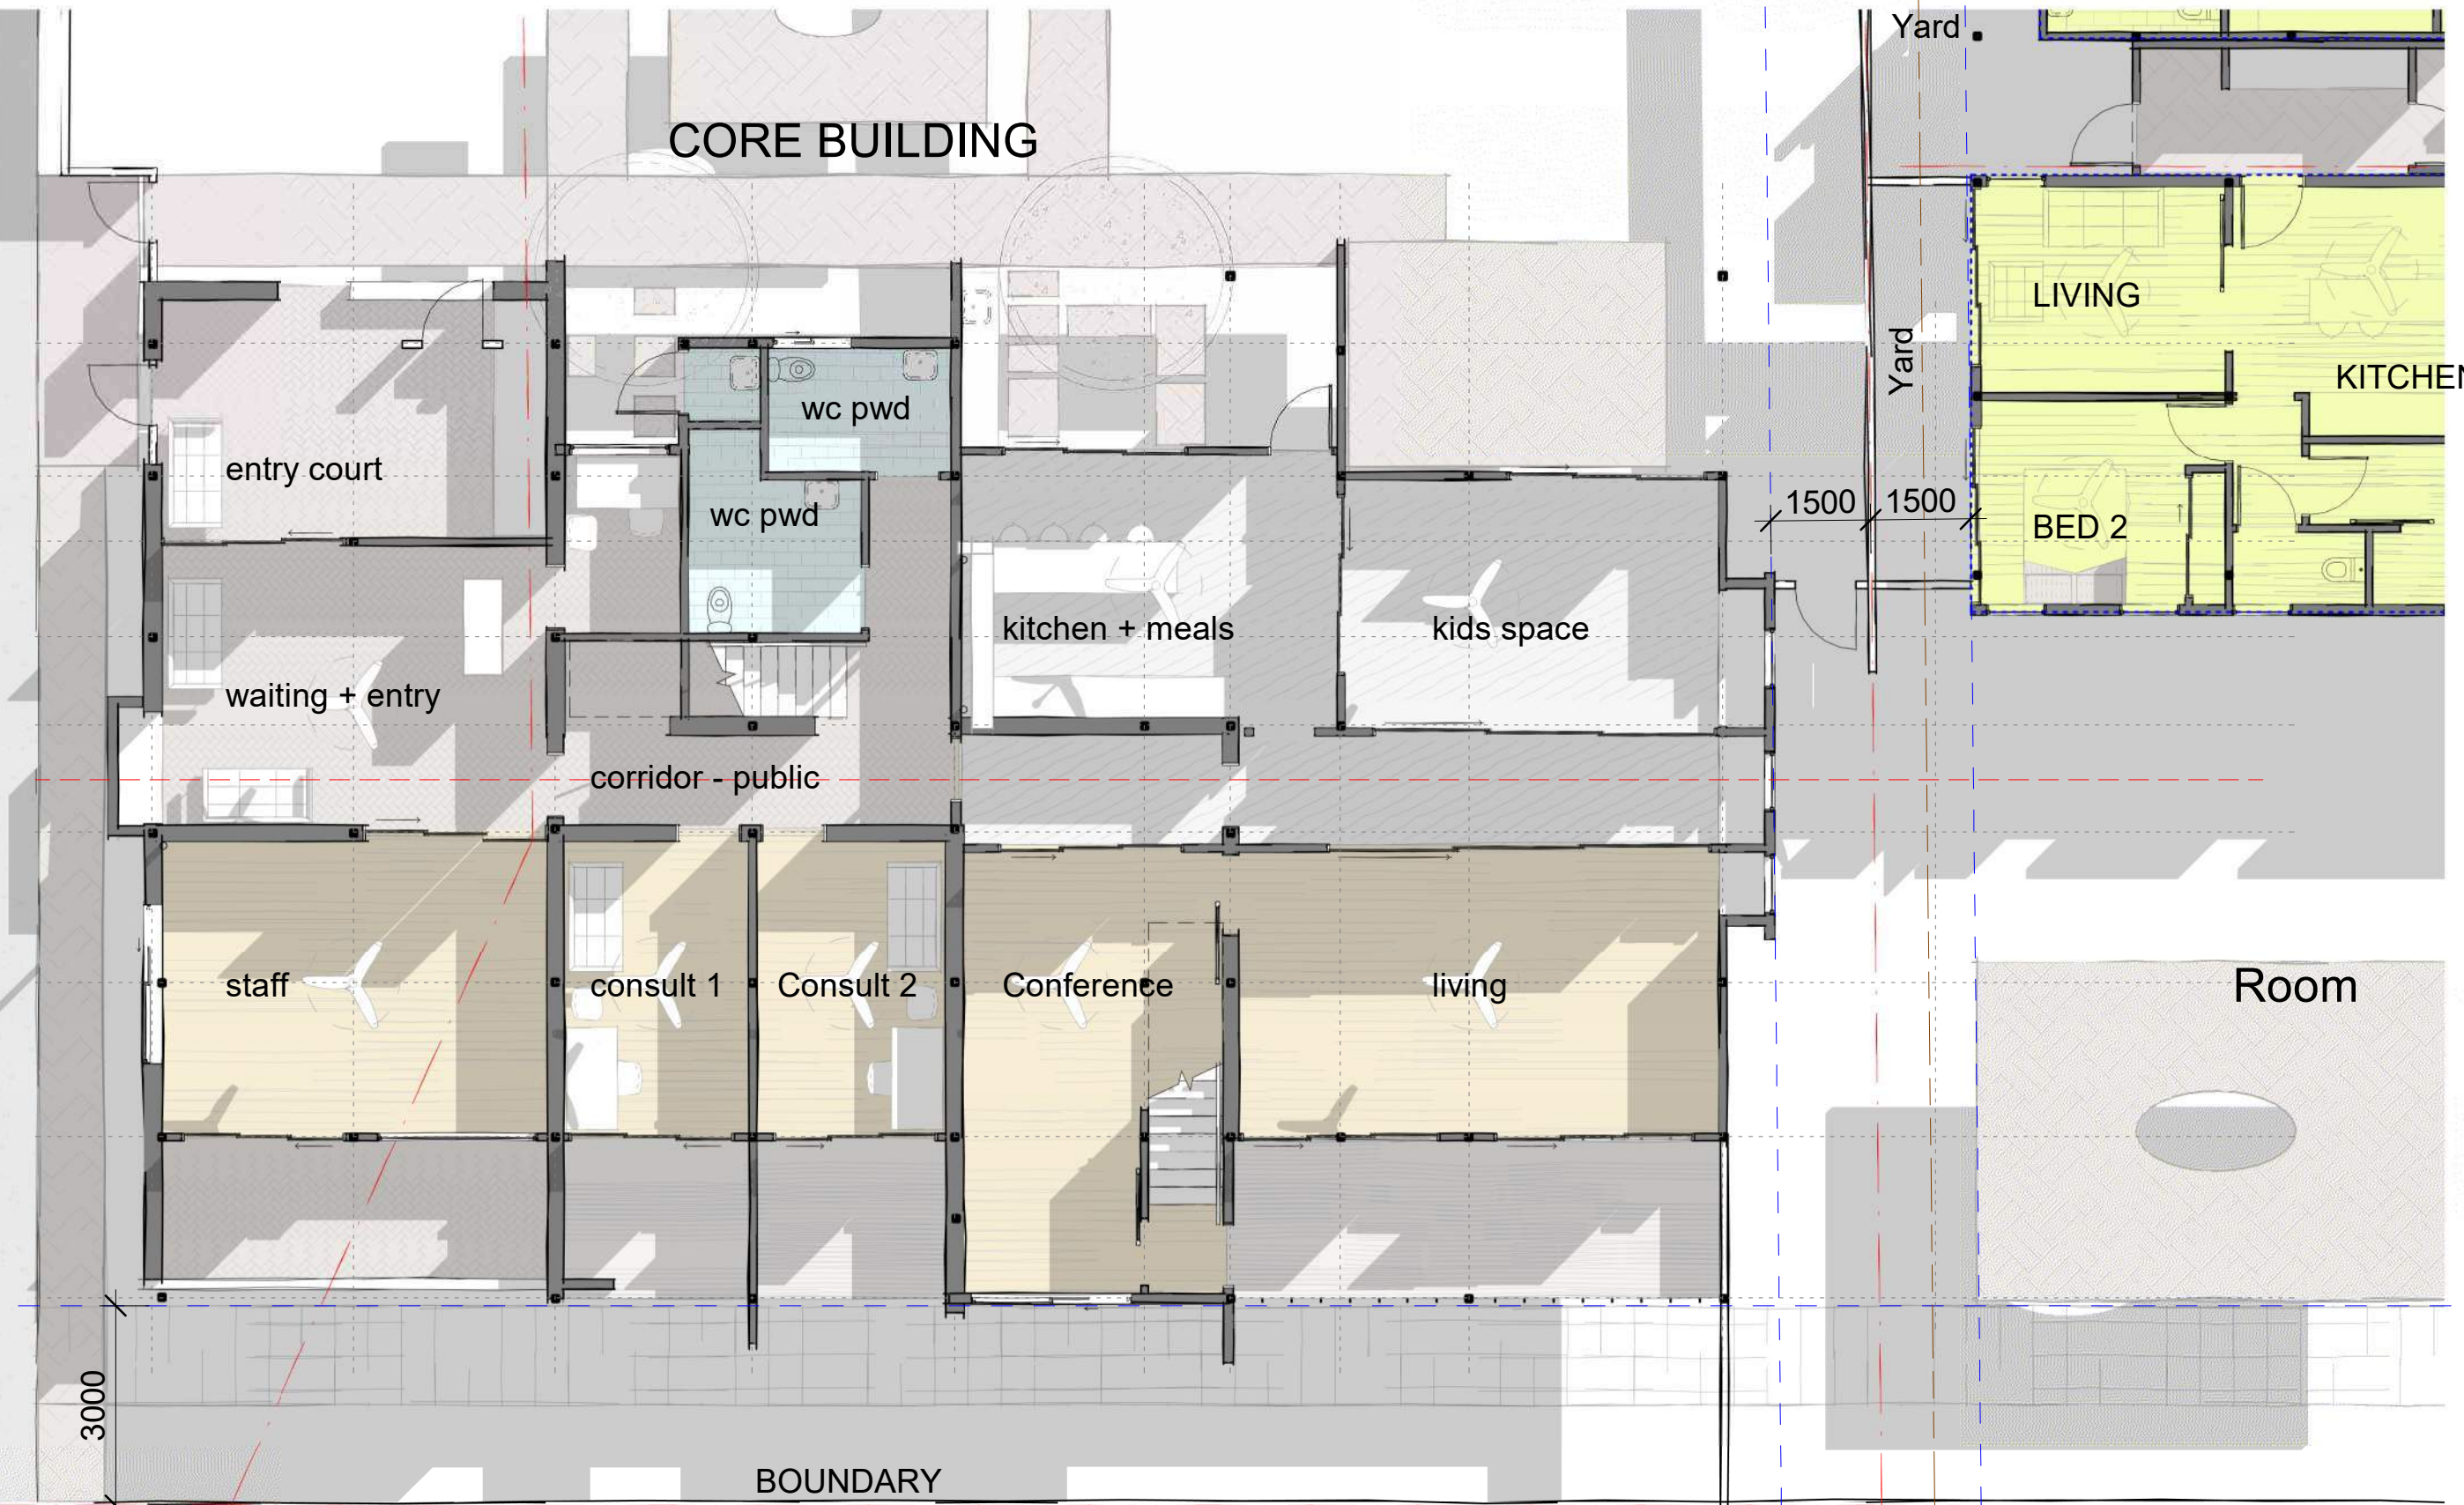 Yard
CORE BUILDING
LIVING
Yard
KITCHEN
wc pwd
entry court
wc pwd
1500
1500
BED 2
kitchen + meals
kids space
waiting + entry
corridor - public
staff
consult 1
Consult 2
Conference
living
Room
3000
BOUNDARY